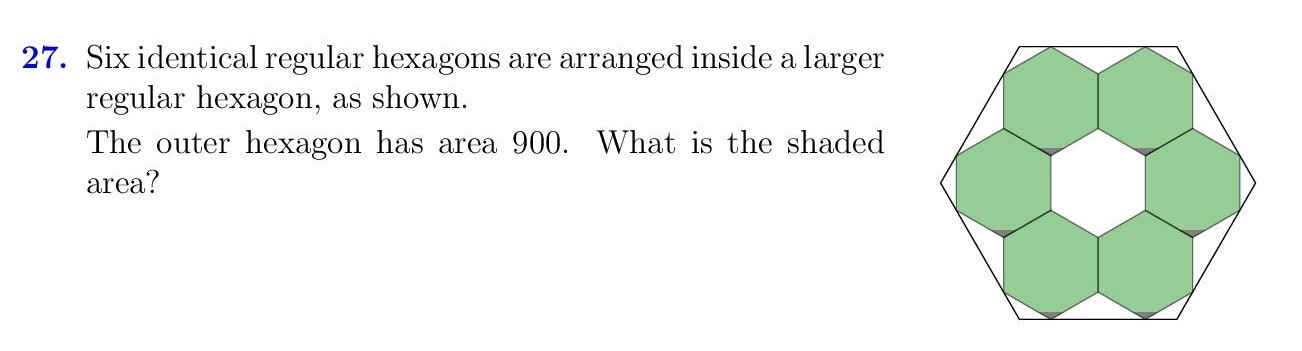 27. Six identical regular hexagons are arranged inside a larger
regular hexagon, as shown.
The outer hexagon has area 900. What is the shaded
area?